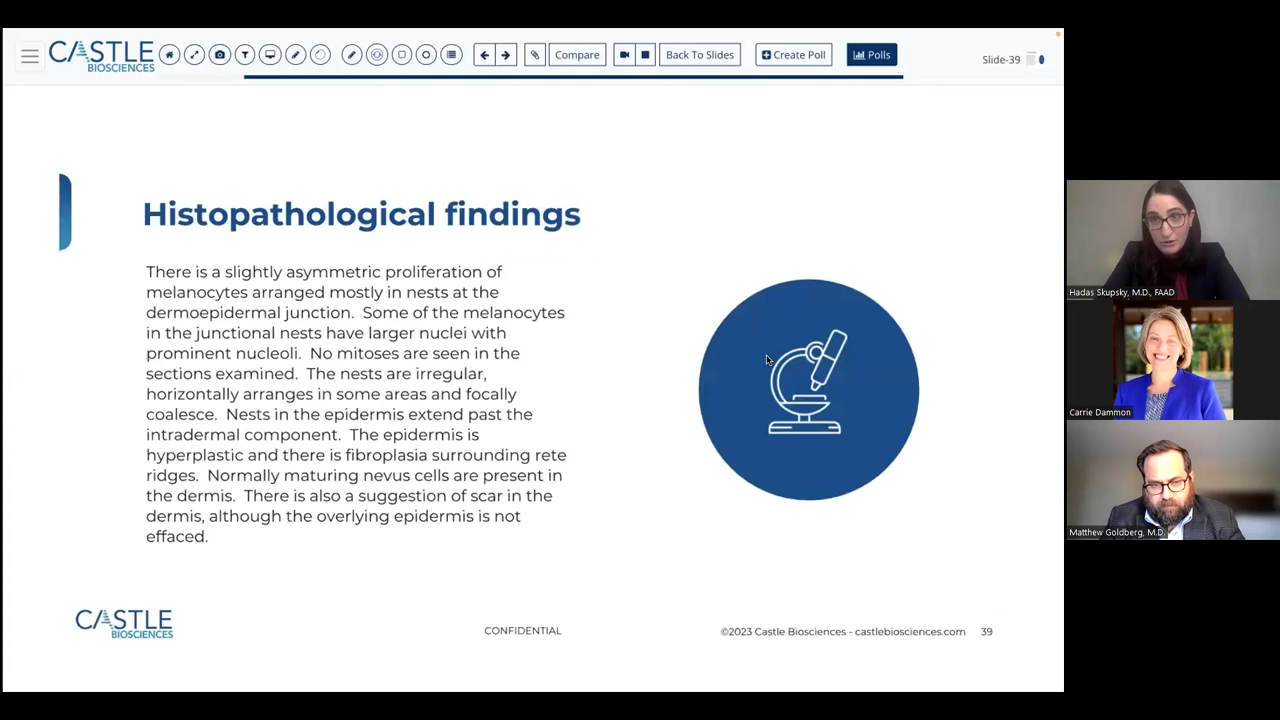 CASTLE
BIOSCIENCES
Compare
Back To Slides
Create Poll
Polls
Slide-39
Histopathological findings
There is a slightly asymmetric proliferation of
melanocytes arranged mostly in nests at the
dermoepidermal junction.  Some of the melanocytes
in the junctional nests have larger nuclei with
prominent nucleoli.  No mitoses are seen in the
sections examined.  The nests are irregular,
horizontally arranges in some areas and focally
coalesce.  Nests in the epidermis extend past the
intradermal component.  The epidermis is
hyperplastic and there is fibroplasia surrounding rete
ridges.  Normally maturing nevus cells are present in
the dermis.  There is also a suggestion of scar in the
dermis, although the overlying epidermis is not
effaced.
CASTLE
BIOSCIENCES
CONFIDENTIAL
©2023 Castle Biosciences - castlebiosciences.com
39
Hadas Skupsky, M.D., FAAD
Carrie Dammon
Matthew Goldberg, M.D.